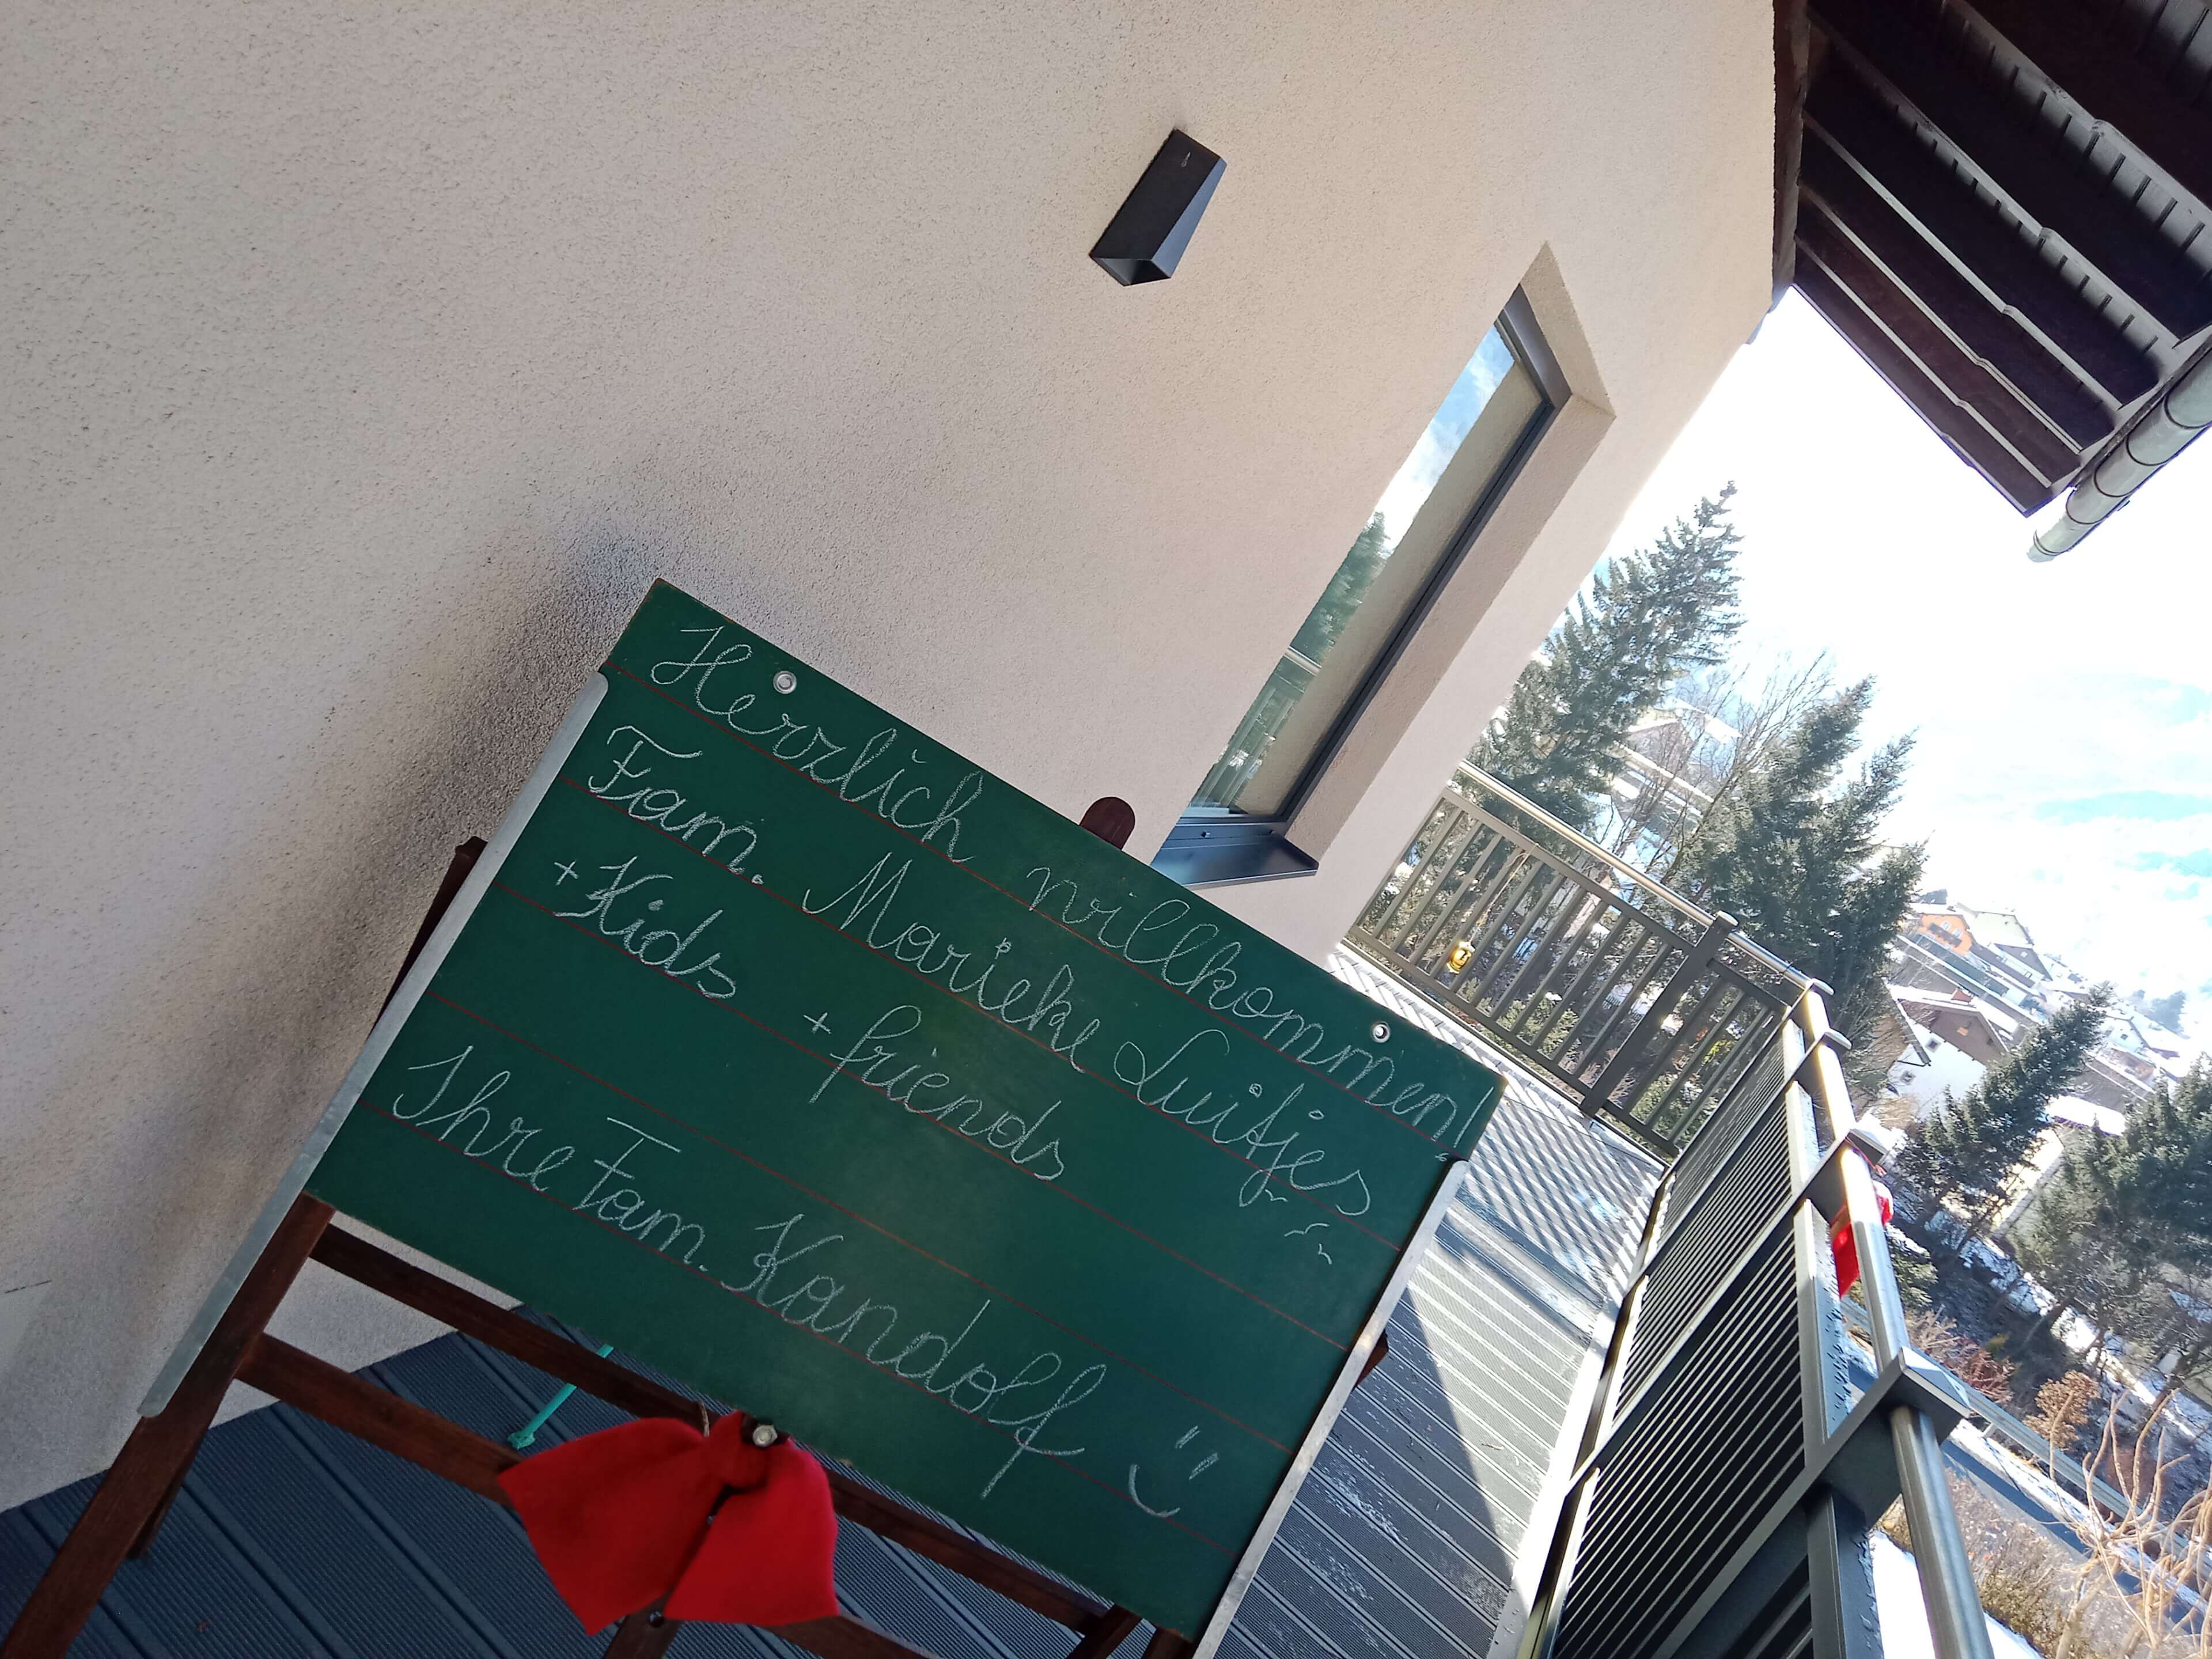 Herzlich willkommen!
Fam. Marieke Luitjes
+ Kids + friends
Ihre Fam. Kandolf